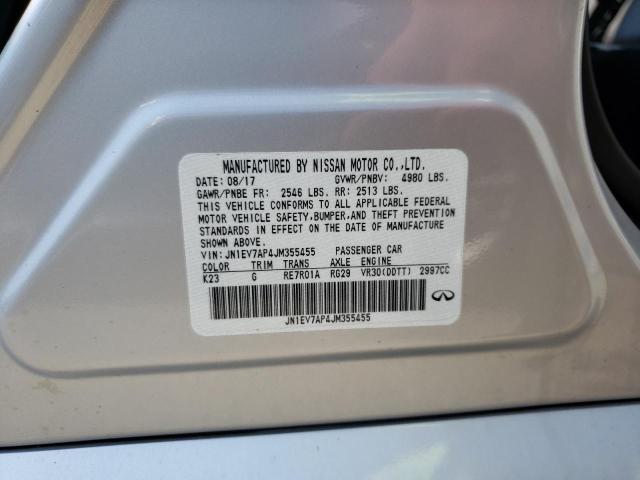 MANUFACTURED BY NISSAN MOTOR CO.,LTD.
DATE: 08/17 GVWR/PNBV: 4980 LBS.
GAWR/PNBE FR: 2546 LBS. RR: 2513 LBS.
THIS VEHICLE CONFORMS TO ALL APPLICABLE FEDERAL
MOTOR VEHICLE SAFETY,BUMPER,AND THEFT PREVENTION
STANDARDS IN EFFECT ON THE DATE OF MANUFACTURE
SHOWN ABOVE.
VIN: JN1EV7AP4JM355455 PASSENGER CAR
COLOR TRIM TRANS AXLE ENGINE
K23 G RE7R01A RG29 VR30(DDTT) 2997CC
JN1EV7AP4JM355455